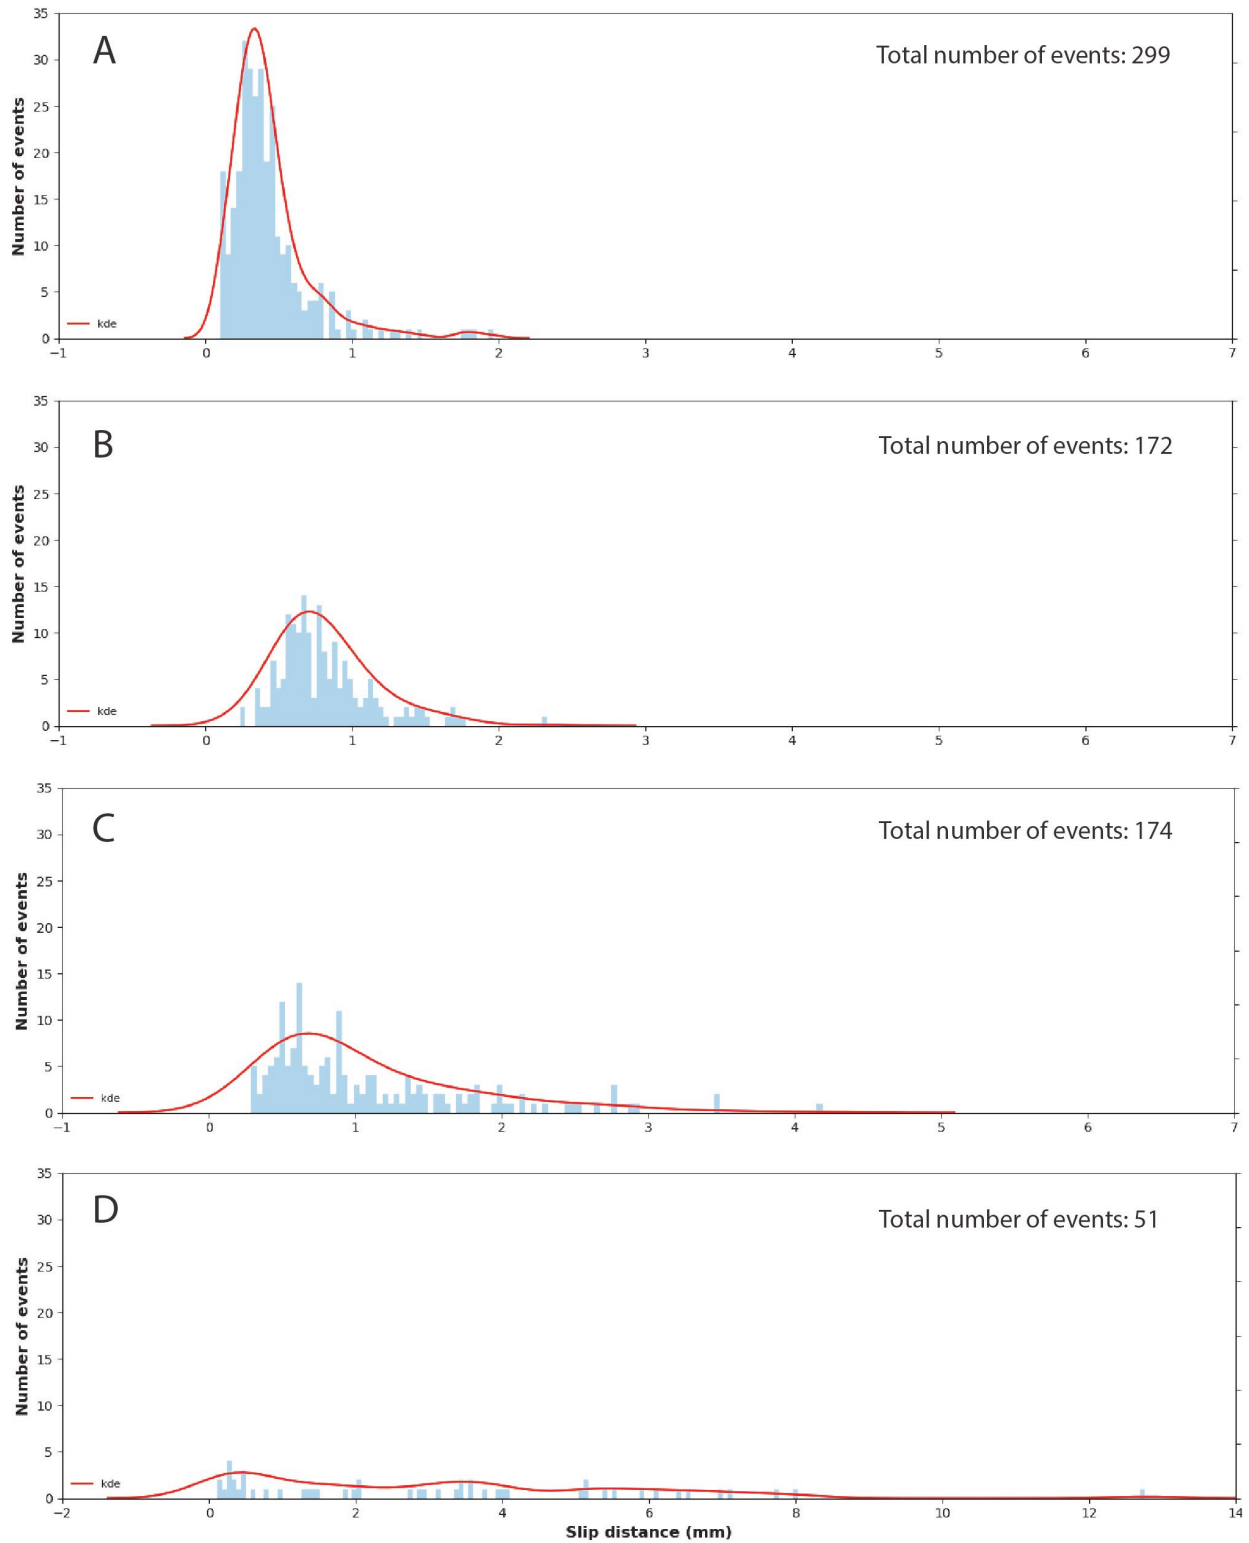 A
Total number of events: 299
35
30
25
20
15
10
5
0
Number of events
kde
−1 0 1 2 3 4 5 6 7
B
Total number of events: 172
35
30
25
20
15
10
5
0
Number of events
kde
−1 0 1 2 3 4 5 6 7
C
Total number of events: 174
35
30
25
20
15
10
5
0
Number of events
kde
−1 0 1 2 3 4 5 6 7
D
Total number of events: 51
35
30
25
20
15
10
5
0
Number of events
kde
−2 0 2 4 6 8 10 12 14
Slip distance (mm)